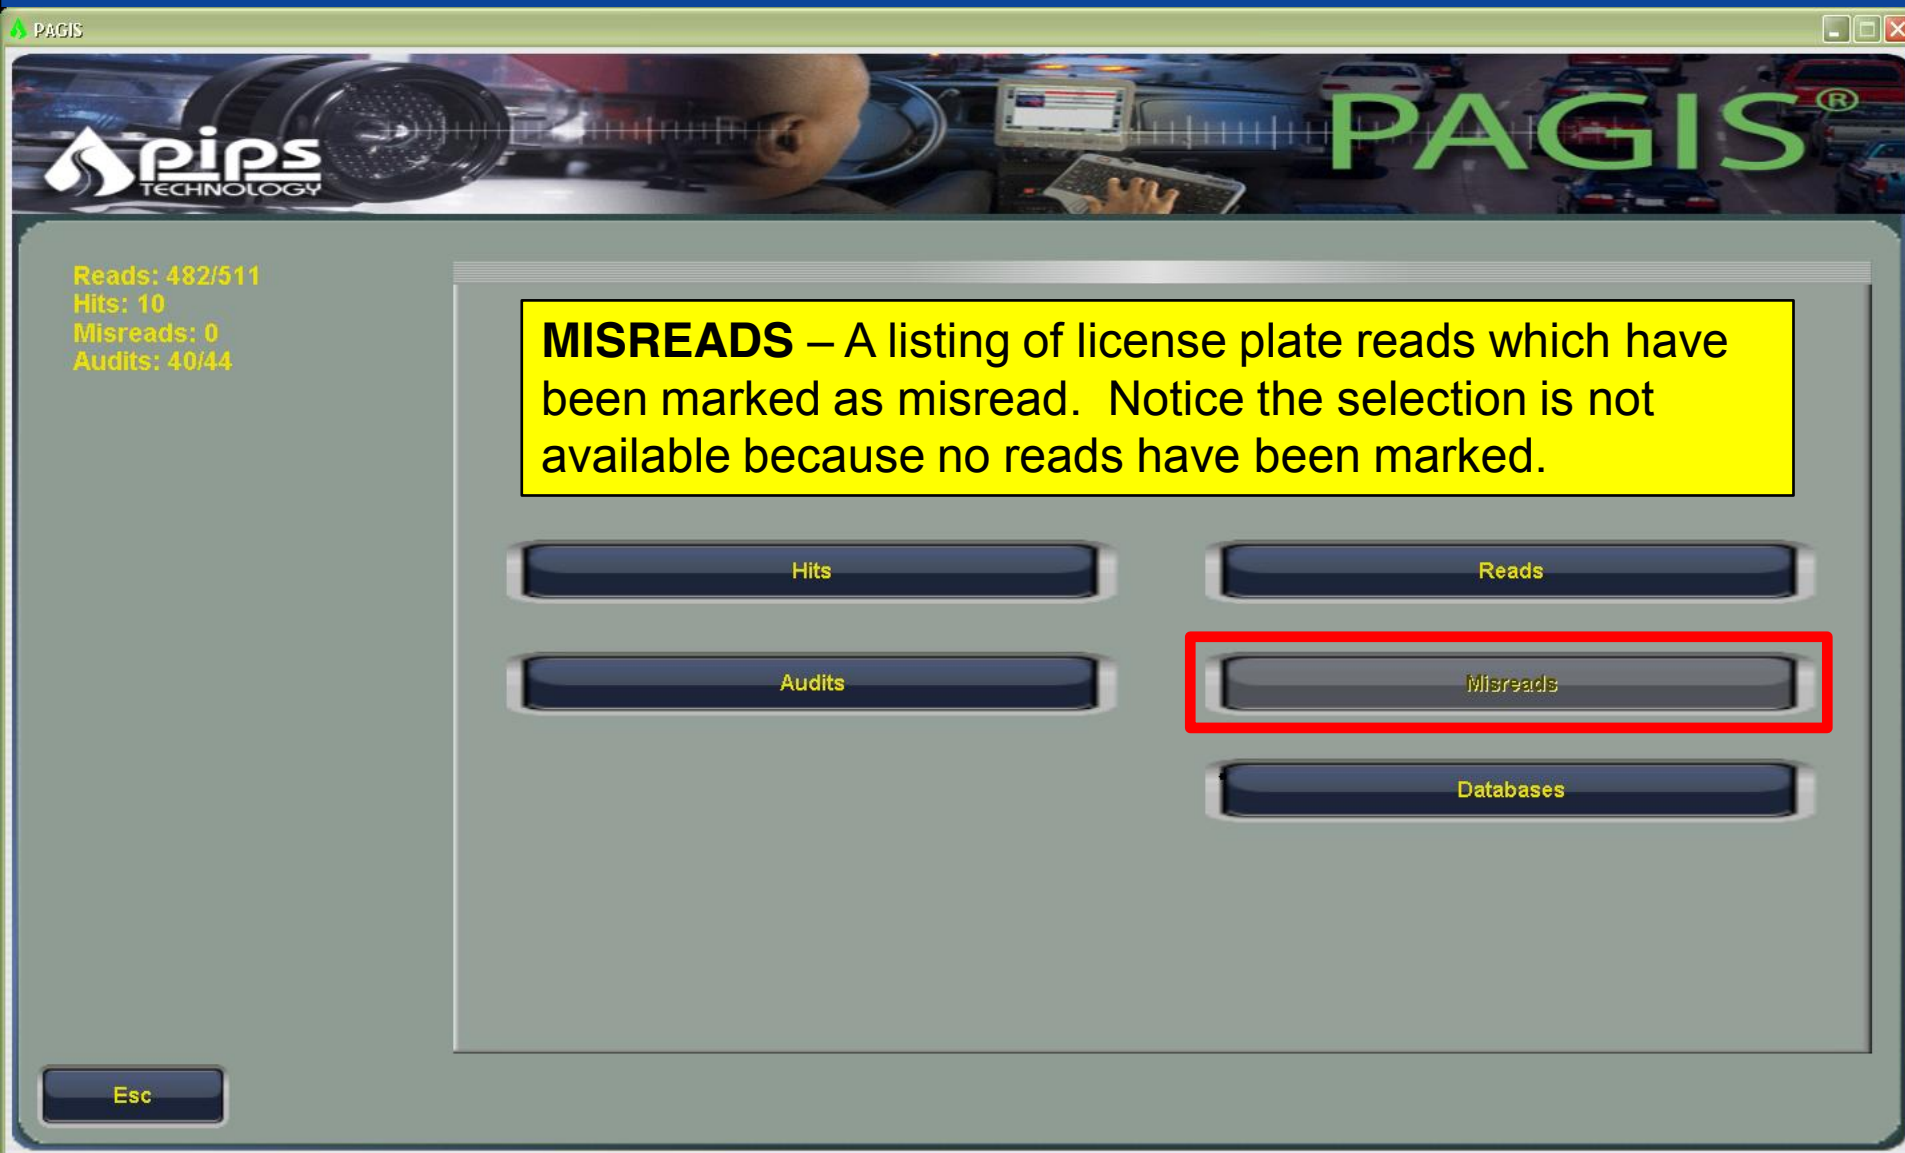 PAGIS
pips
TECHNOLOGY
PAGIS®
Reads: 482/511
Hits: 10
Misreads: 0
Audits: 40/44
MISREADS – A listing of license plate reads which have
been marked as misread.  Notice the selection is not
available because no reads have been marked.
Hits
Reads
Audits
Misreads
Databases
Esc